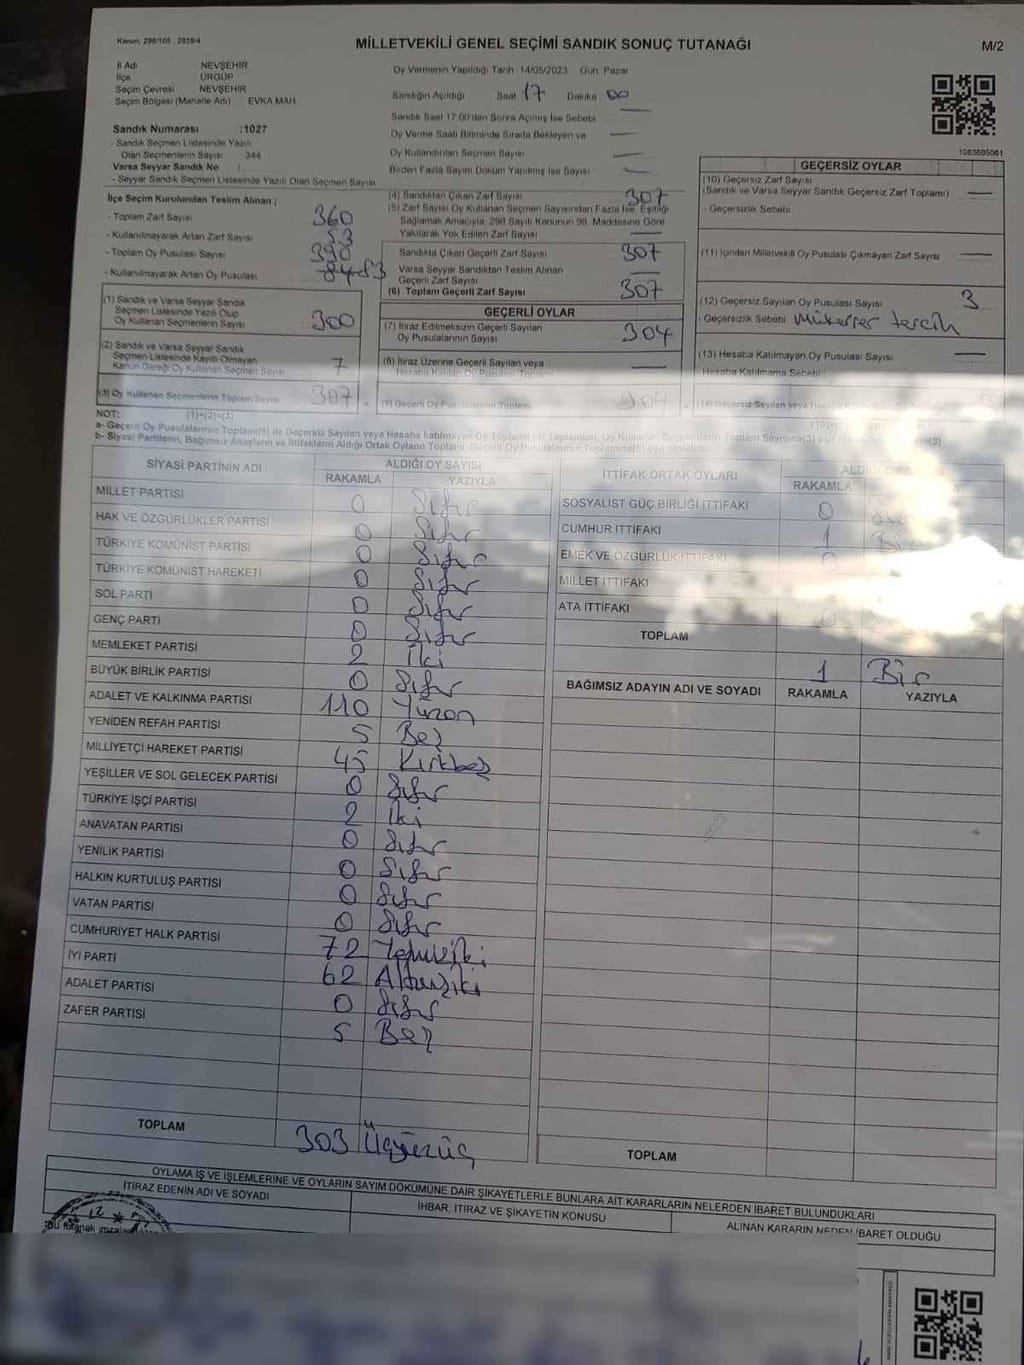 Kanun; 298/105 , 2839/4
MİLLETVEKİLİ GENEL SEÇİMİ SANDIK SONUÇ TUTANAĞI
M/2
İl Adı NEVŞEHİR
İlçe ÜRGÜP
Seçim Çevresi NEVŞEHİR
Seçim Bölgesi (Mahalle Adı) EVKA MAH
Oy Vermenin Yapıldığı Tarih :14/05/2023 Gün :Pazar
Sandığın Açıldığı Saat 17 Dakika 00
Sandık Saat 17:00'dan Sonra Açılmış İse Sebebi
Oy Verme Saati Bitiminde Sırada Bekleyen ve
Oy Kullandırılan Seçmen Sayısı
Birden Fazla Sayım Döküm Yapılmış İse Sayısı
1083605061
Sandık Numarası :1027
- Sandık Seçmen Listesinde Yazılı
Olan Seçmenlerin Sayısı 344
Varsa Seyyar Sandık No :
- Seyyar Sandık Seçmen Listesinde Yazılı Olan Seçmen Sayısı
İlçe Seçim Kurulundan Teslim Alınan ;
- Toplam Zarf Sayısı 360
- Kullanılmayarak Artan Zarf Sayısı 53
- Toplam Oy Pusulası Sayısı 390
- Kullanılmayarak Artan Oy Pusulası 83
(1) Sandık ve Varsa Seyyar Sandık
Seçmen Listesinde Yazılı Olup
Oy Kullanan Seçmenlerin Sayısı 300
(2) Sandık ve Varsa Seyyar Sandık
Seçmen Listesinde Kayıtlı Olmayan
Kanun Gereği Oy Kullanan Seçmen Sayısı 7
(3) Oy Kullanan Seçmenlerin Toplam Sayısı 307
(4) Sandıktan Çıkan Zarf Sayısı 307
(5) Zarf Sayısı Oy Kullanan Seçmen Sayısından Fazla İse, Eşitliği
Sağlamak Amacıyla, 298 Sayılı Kanunun 98. Maddesine Göre
Yakılarak Yok Edilen Zarf Sayısı
Sandıkta Çıkan Geçerli Zarf Sayısı 307
Varsa Seyyar Sandıktan Teslim Alınan
Geçerli Zarf Sayısı
(6) Toplam Geçerli Zarf Sayısı 307
GEÇERLİ OYLAR
(7) İtiraz Edilmeksizin Geçerli Sayılan
Oy Pusulalarının Sayısı 304
(8) İtiraz Üzerine Geçerli Sayılan veya
Hesaba Katılan Oy Pusulası Toplamı
(9) Geçerli Oy Pusulalarının Toplamı 304
GEÇERSİZ OYLAR
(10) Geçersiz Zarf Sayısı
(Sandık ve Varsa Seyyar Sandık Geçersiz Zarf Toplamı)
- Geçersizlik Sebebi
(11) İçinden Milletvekili Oy Pusulası Çıkmayan Zarf Sayısı
(12) Geçersiz Sayılan Oy Pusulası Sayısı 3
- Geçersizlik Sebebi Mükerrer tercih
(13) Hesaba Katılmayan Oy Pusulası Sayısı
Hesaba Katılmama Sebebi
(14) Geçersiz Sayılan veya Hesaba
NOT: (1)+(2)=(3)
a- Geçerli Oy Pusulalarının Toplamı(9) ile Geçersiz Sayılan veya Hesaba katılmayan Oy Toplamı(14) Toplamları, Oy Kullanan Seçmenlerin Toplam Sayısına(3) eşit olmalıdır.
b- Siyasi Partilerin, Bağımsız Adayların ve İttifakların Aldığı Ortak Oyların Toplamı, Geçerli Oy Pusulalarının Toplamına(9) eşit olmalıdır.
SİYASİ PARTİNİN ADI ALDIĞI OY SAYISI
RAKAMLA YAZIYLA
MİLLET PARTİSİ 0 Sıfır
HAK VE ÖZGÜRLÜKLER PARTİSİ 0 Sıfır
TÜRKİYE KOMÜNİST PARTİSİ 0 Sıfır
TÜRKİYE KOMÜNİST HAREKETİ 0 Sıfır
SOL PARTİ 0 Sıfır
GENÇ PARTİ 0 Sıfır
MEMLEKET PARTİSİ 2 İki
BÜYÜK BİRLİK PARTİSİ 0 Sıfır
ADALET VE KALKINMA PARTİSİ 110 Yüzon
YENİDEN REFAH PARTİSİ 5 Beş
MİLLİYETÇİ HAREKET PARTİSİ 45 Kırkbeş
YEŞİLLER VE SOL GELECEK PARTİSİ 0 Sıfır
TÜRKİYE İŞÇİ PARTİSİ 2 İki
ANAVATAN PARTİSİ 0 Sıfır
YENİLİK PARTİSİ 0 Sıfır
HALKIN KURTULUŞ PARTİSİ 0 Sıfır
VATAN PARTİSİ 0 Sıfır
CUMHURİYET HALK PARTİSİ 72 Yetmişiki
İYİ PARTİ 62 Altmışiki
ADALET PARTİSİ 0 Sıfır
ZAFER PARTİSİ 5 Beş
TOPLAM 303 Üçyüzüç
İTTİFAK ORTAK OYLARI
RAKAMLA
SOSYALİST GÜÇ BİRLİĞİ İTTİFAKI 0
CUMHUR İTTİFAKI 1 Bir
EMEK VE ÖZGÜRLÜK İTTİFAKI
MİLLET İTTİFAKI
ATA İTTİFAKI 0
TOPLAM 1 Bir
BAĞIMSIZ ADAYIN ADI VE SOYADI RAKAMLA YAZIYLA
TOPLAM
OYLAMA İŞ VE İŞLEMLERİNE VE OYLARIN SAYIM DÖKÜMÜNE DAİR ŞİKAYETLERLE BUNLARA AİT KARARLARIN NELERDEN İBARET BULUNDUKLARI
İTİRAZ EDENİN ADI VE SOYADI İHBAR, İTİRAZ VE ŞİKAYETİN KONUSU ALINAN KARARIN NEDEN İBARET OLDUĞU